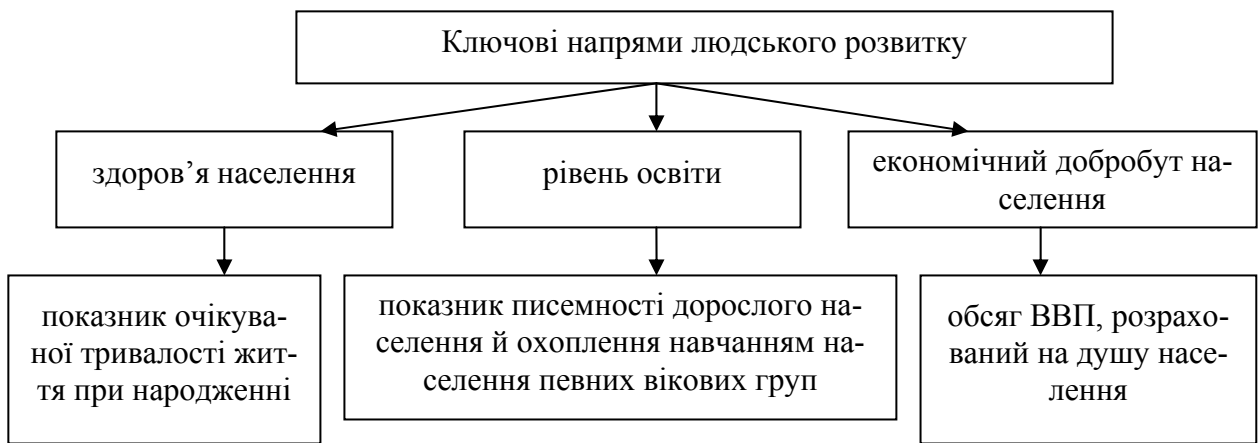 Ключові напрями людського розвитку
здоров’я населення
рівень освіти
економічний добробут на-
селення
показник очікува-
ної тривалості жит-
тя при народженні
показник писемності дорослого на-
селення й охоплення навчанням на-
селення певних вікових груп
обсяг ВВП, розрахо-
ваний на душу насе-
лення